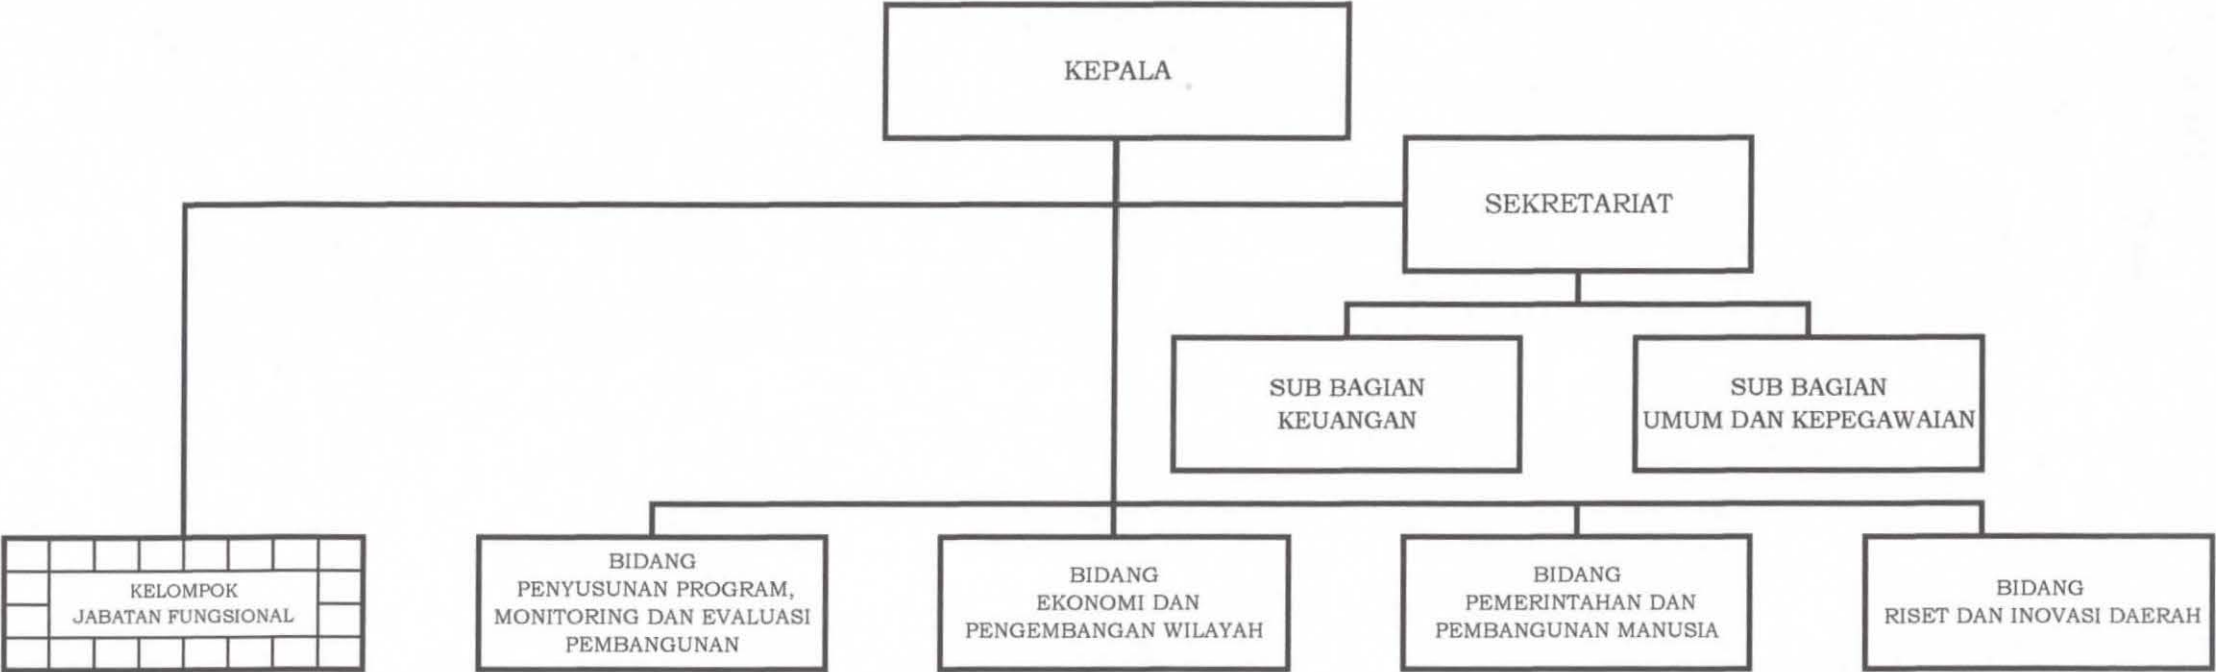 KEPALA
SEKRETARIAT
SUB BAGIAN
KEUANGAN
SUB BAGIAN
UMUM DAN KEPEGAWAIAN
KELOMPOK
JABATAN FUNGSIONAL
BIDANG
PENYUSUNAN PROGRAM,
MONITORING DAN EVALUASI
PEMBANGUNAN
BIDANG
EKONOMI DAN
PENGEMBANGAN WILAYAH
BIDANG
PEMERINTAHAN DAN
PEMBANGUNAN MANUSIA
BIDANG
RISET DAN INOVASI DAERAH